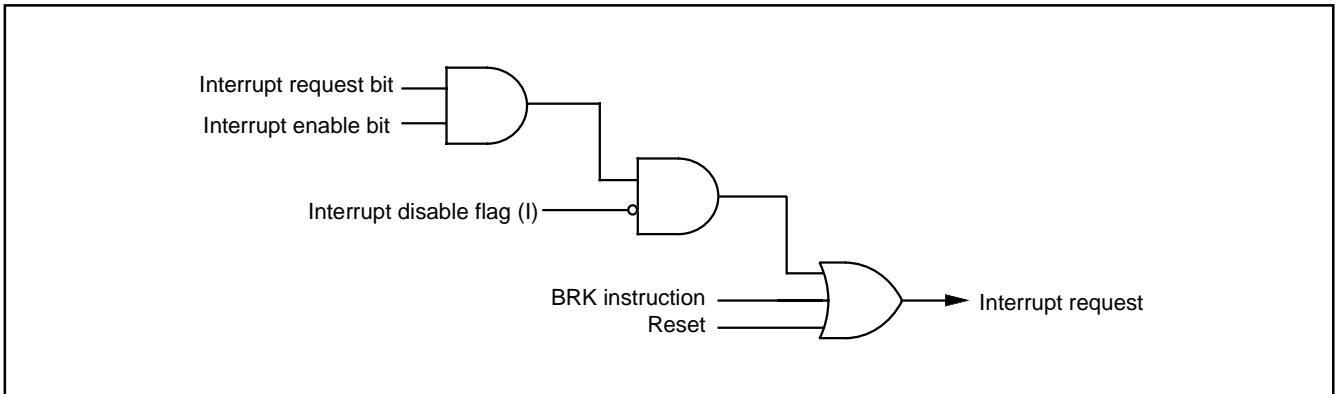 Interrupt request bit
Interrupt enable bit
Interrupt disable flag (I)
BRK instruction
Reset
Interrupt request